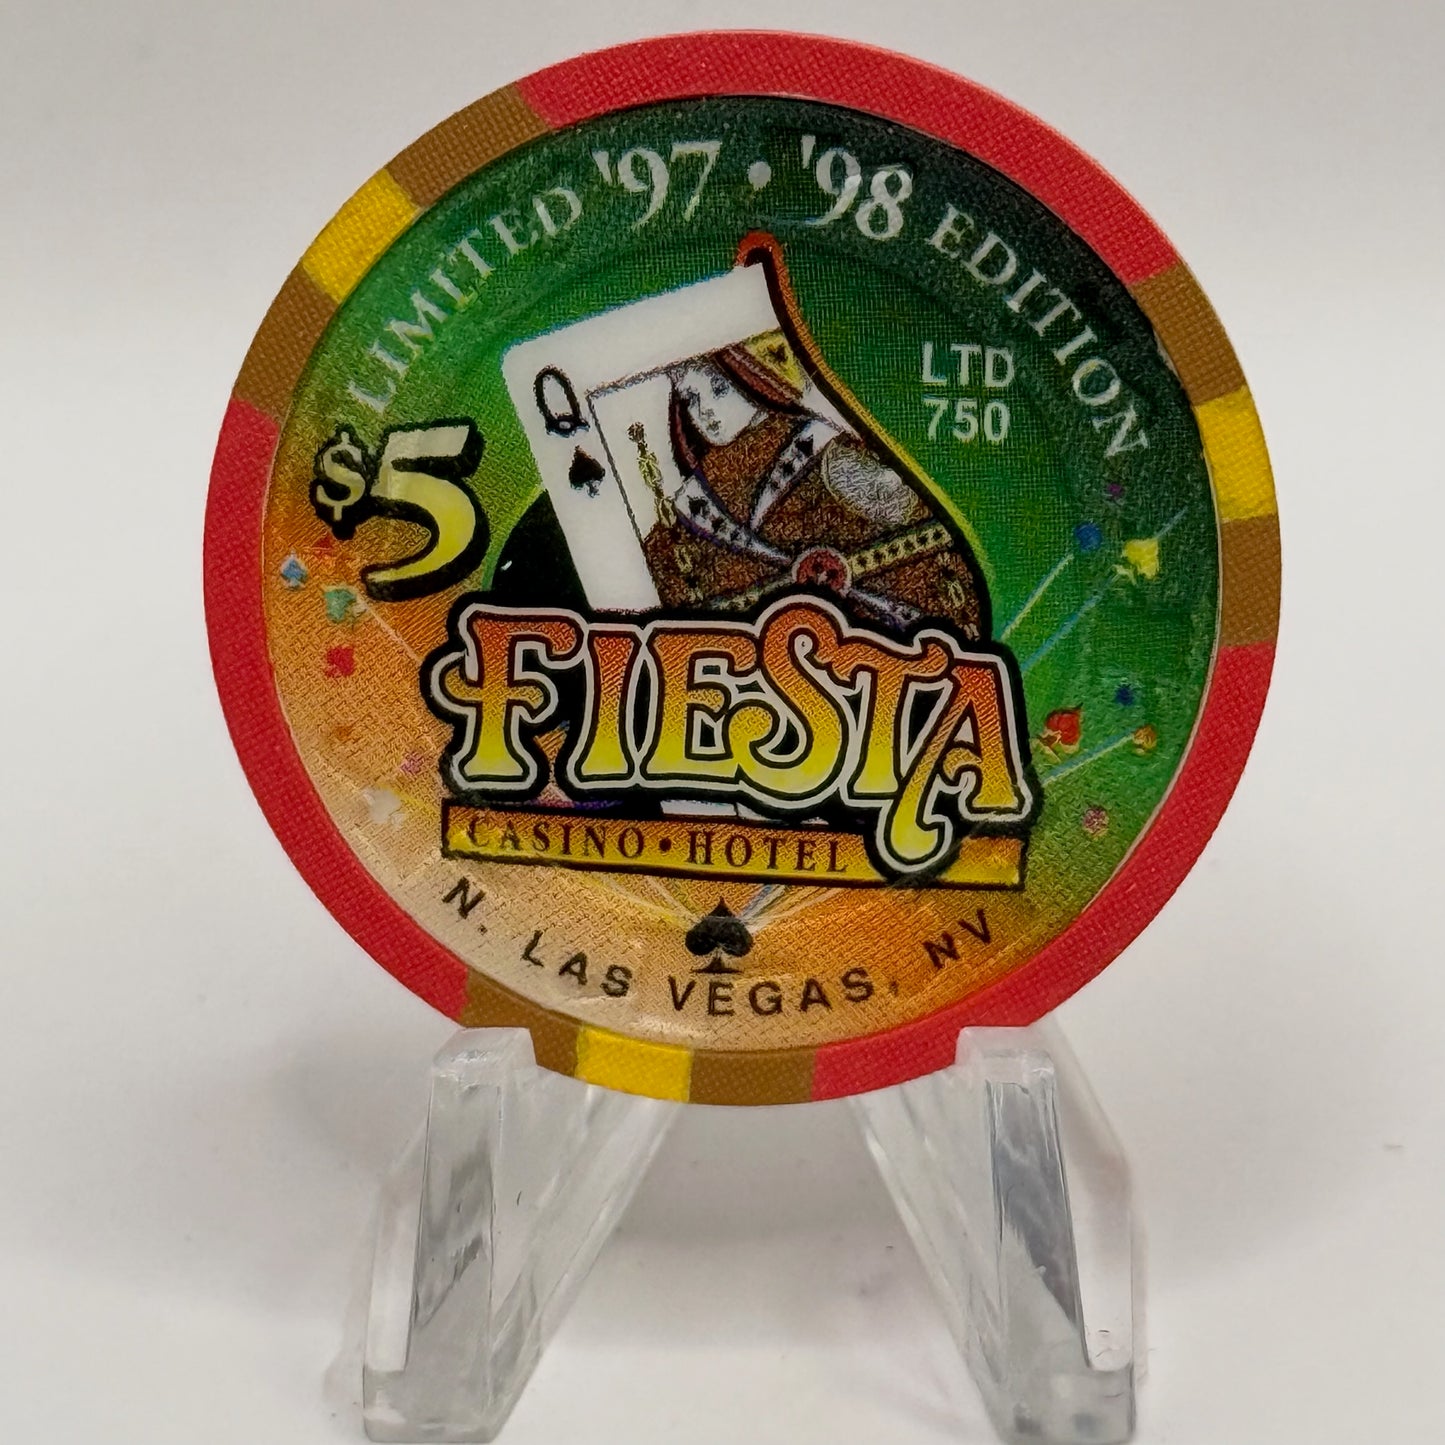 LIMITED '97 • '98 EDITION
LTD
750
$5
Q
FIESTA
CASINO • HOTEL
N. LAS VEGAS, NV